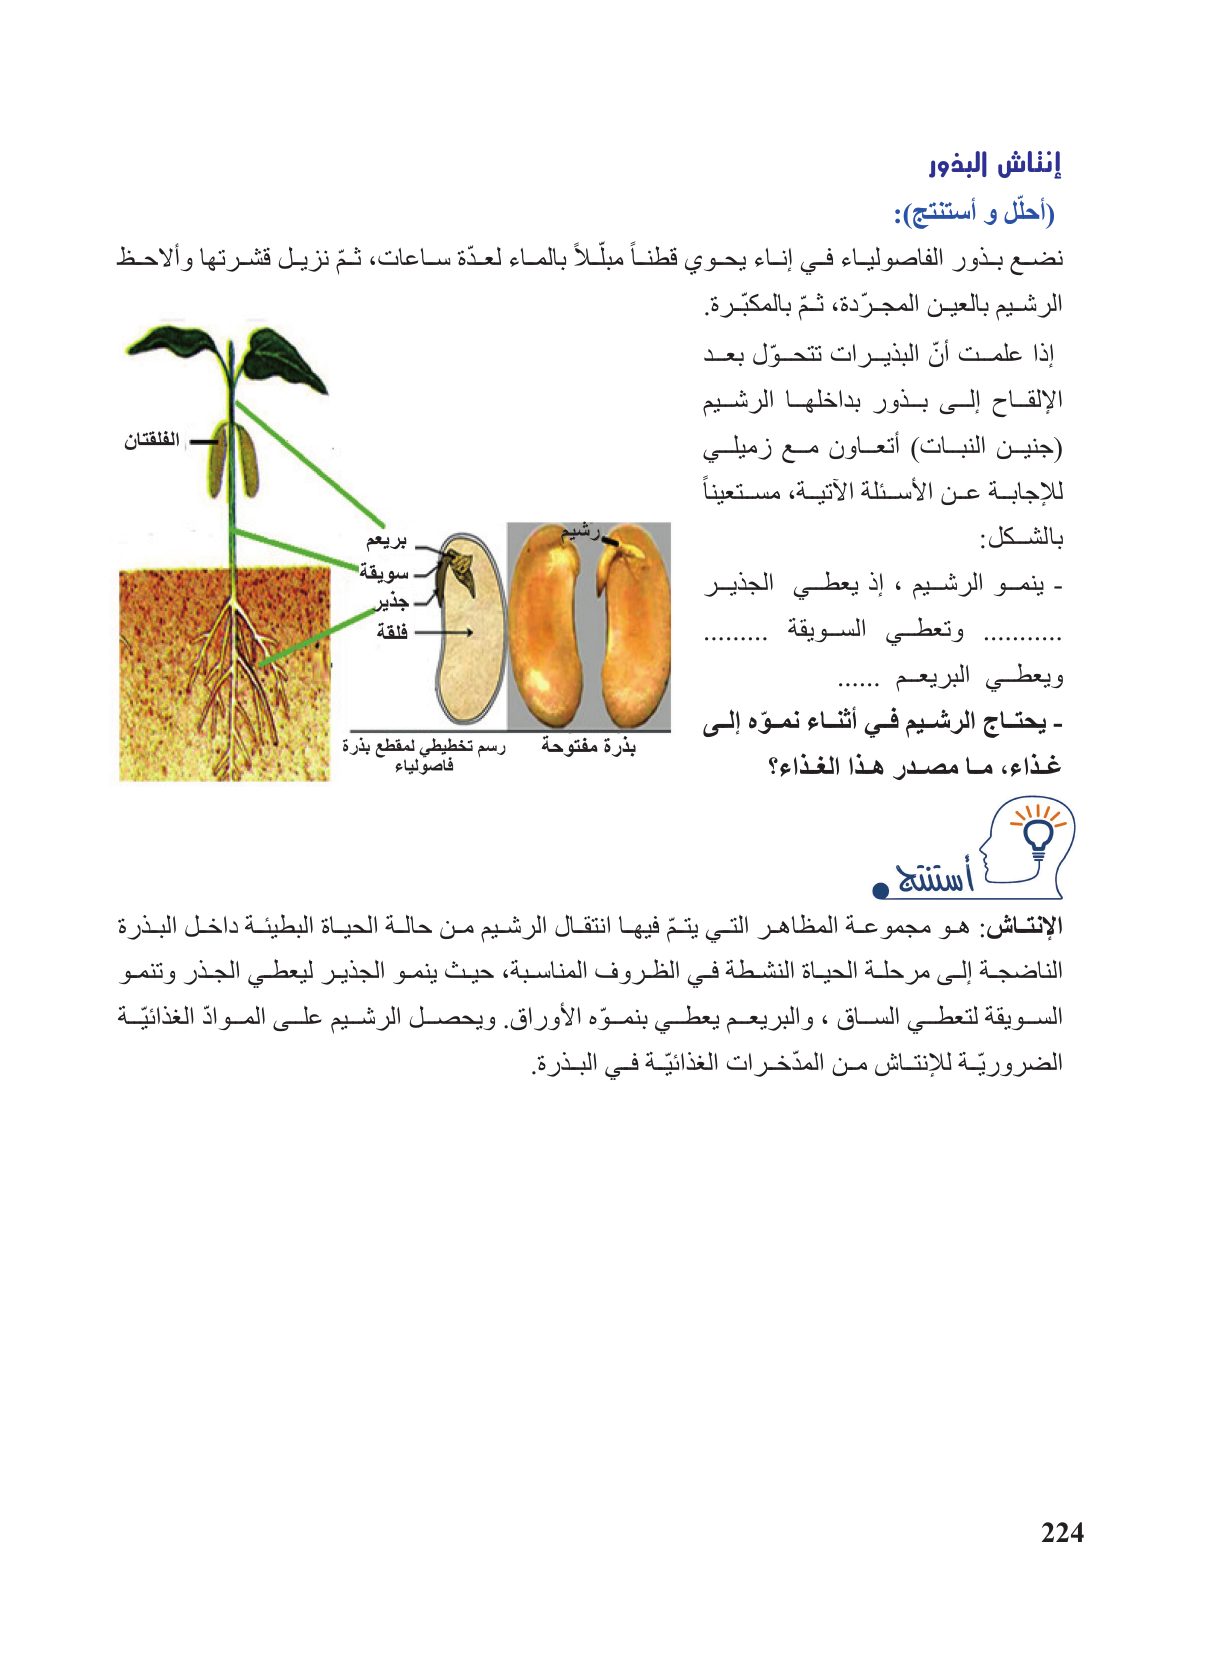 إنتاش البذور
(أحلّل و أستنتج):
نضع بذور الفاصولياء في إناء يحوي قطناً مبلّلاً بالماء لعدّة ساعات، ثمّ نزيل قشرتها وألاحظ
الرشيم بالعين المجرّدة، ثمّ بالمكبّرة.
إذا علمت أنّ البذيرات تتحوّل بعد
الإلقاح إلى بذور بداخلها الرشيم
(جنين النبات) أتعاون مع زميلي
للإجابة عن الأسئلة الآتية، مستعيناً
بالشكل:
- ينمو الرشيم ، إذ يعطي الجذير
........... وتعطي السويقة .........
ويعطي البريعم ......
- يحتاج الرشيم في أثناء نموّه إلى
غذاء، ما مصدر هذا الغذاء؟
الفلقتان
رشيم
بريعم
سويقة
جذير
فلقة
بذرة مفتوحة
رسم تخطيطي لمقطع بذرة
فاصولياء
أستنتج
الإنتاش: هو مجموعة المظاهر التي يتمّ فيها انتقال الرشيم من حالة الحياة البطيئة داخل البذرة
الناضجة إلى مرحلة الحياة النشطة في الظروف المناسبة، حيث ينمو الجذير ليعطي الجذر وتنمو
السويقة لتعطي الساق ، والبريعم يعطي بنموّه الأوراق. ويحصل الرشيم على الموادّ الغذائيّة
الضروريّة للإنتاش من المدّخرات الغذائيّة في البذرة.
224